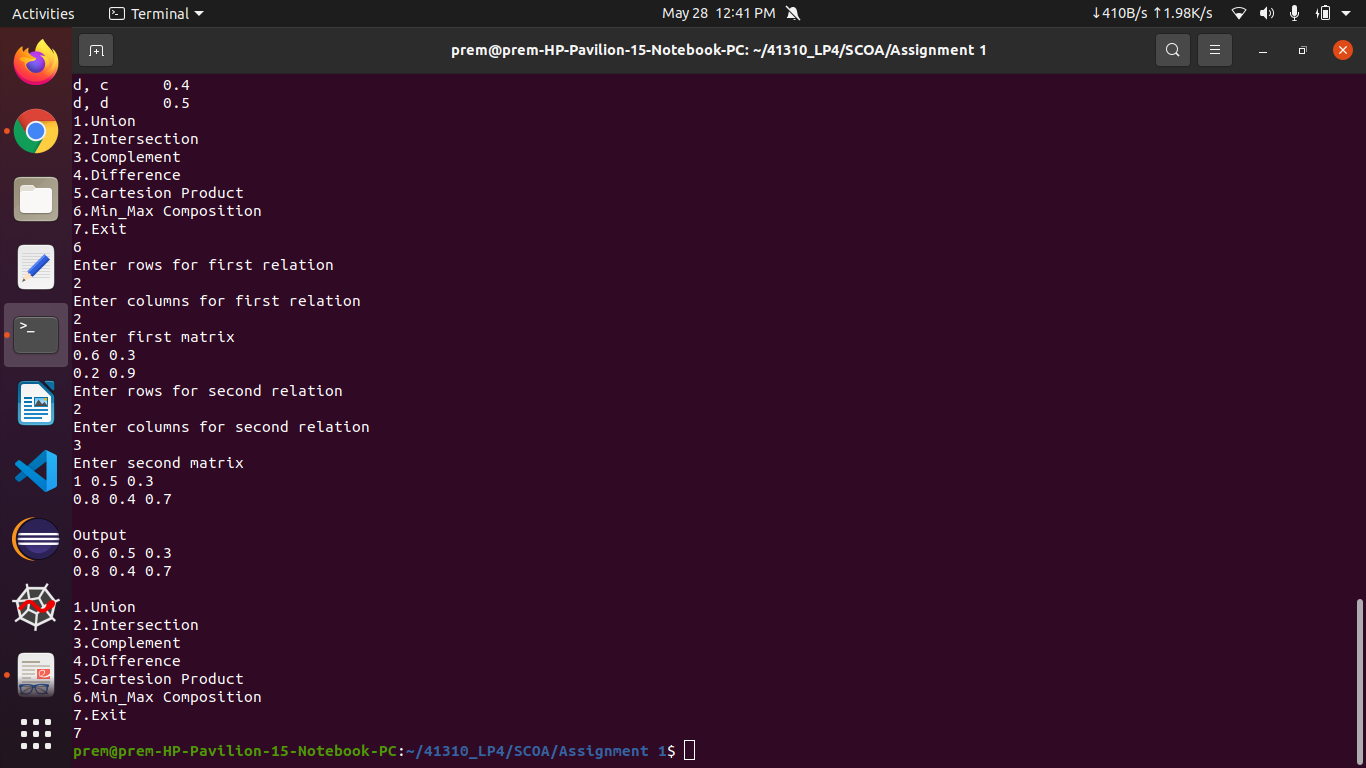 Activities Terminal May 28 12:41 PM ↓410B/s ↑1.98K/s
prem@prem-HP-Pavilion-15-Notebook-PC: ~/41310_LP4/SCOA/Assignment 1
d, c 0.4
d, d 0.5
1.Union
2.Intersection
3.Complement
4.Difference
5.Cartesion Product
6.Min_Max Composition
7.Exit
6
Enter rows for first relation
2
Enter columns for first relation
2
Enter first matrix
0.6 0.3
0.2 0.9
Enter rows for second relation
2
Enter columns for second relation
3
Enter second matrix
1 0.5 0.3
0.8 0.4 0.7
Output
0.6 0.5 0.3
0.8 0.4 0.7
1.Union
2.Intersection
3.Complement
4.Difference
5.Cartesion Product
6.Min_Max Composition
7.Exit
7
prem@prem-HP-Pavilion-15-Notebook-PC:~/41310_LP4/SCOA/Assignment 1$